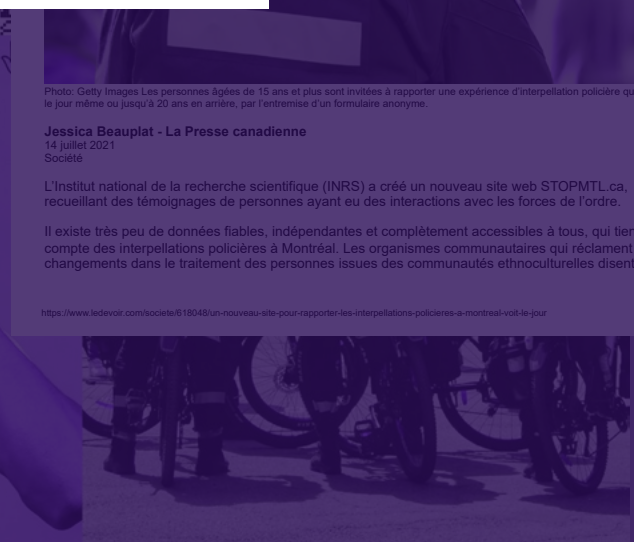 Photo: Getty Images Les personnes âgées de 15 ans et plus sont invitées à rapporter une expérience d'interpellation policière
le jour même ou jusqu'à 20 ans en arrière, par l'entremise d'un formulaire anonyme.
Jessica Beauplat - La Presse canadienne
14 juillet 2021
Société
L'Institut national de la recherche scientifique (INRS) a créé un nouveau site web STOPMTL.ca,
recueillant des témoignages de personnes ayant eu des interactions avec les forces de l'ordre.
Il existe très peu de données fiables, indépendantes et complètement accessibles à tous, qui
compte des interpellations policières à Montréal. Les organismes communautaires qui réclament
changements dans le traitement des personnes issues des communautés ethnoculturelles disent
https://www.ledevoir.com/societe/618048/un-nouveau-site-pour-rapporter-les-interpellations-policieres-a-montreal-voit-le-jour